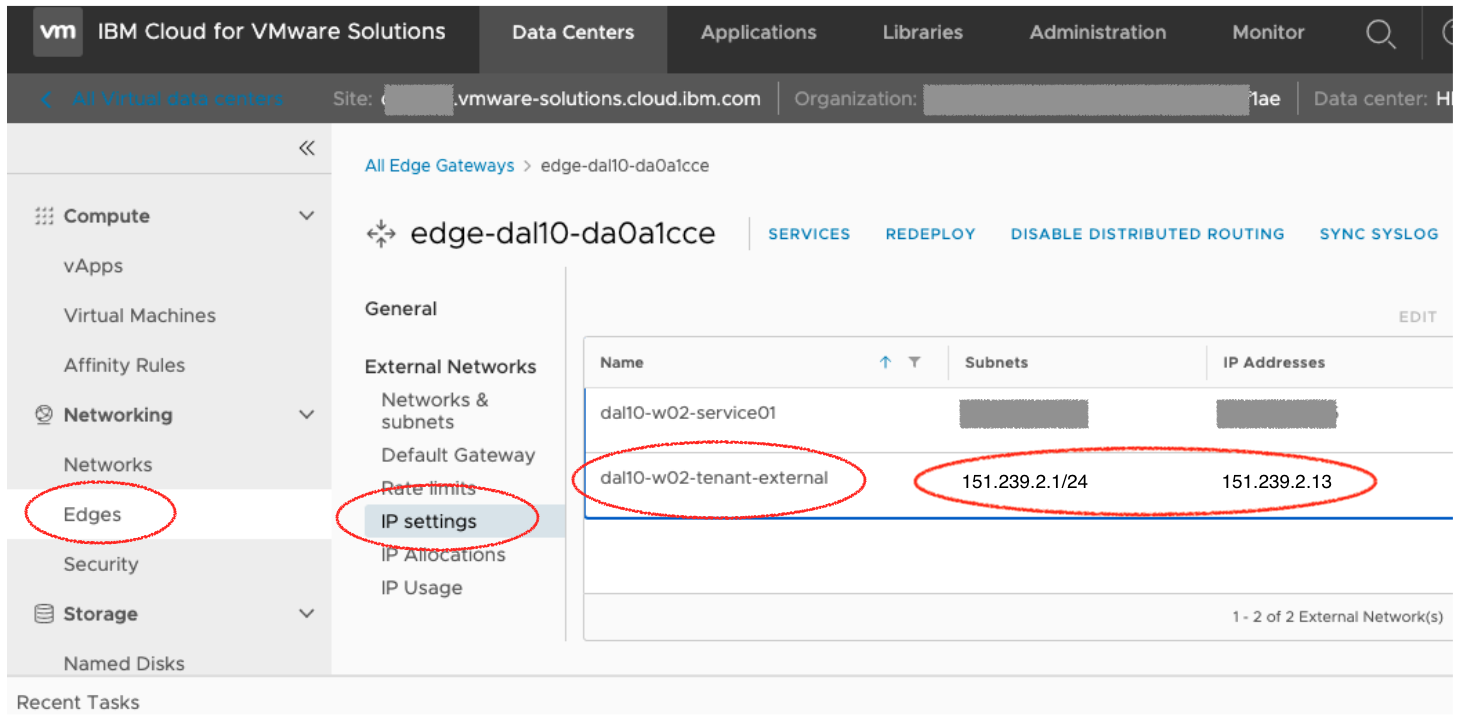 vm IBM Cloud for VMware Solutions Data Centers Applications Libraries Administration Monitor
All Virtual data centers Site: .vmware-solutions.cloud.ibm.com Organization: 1ae Data center:
All Edge Gateways > edge-dal10-da0a1cce
Compute
edge-dal10-da0a1cce SERVICES REDEPLOY DISABLE DISTRIBUTED ROUTING SYNC SYSLOG
vApps
Virtual Machines
Affinity Rules
Networking
Networks
Edges
Security
Storage
Named Disks
General
External Networks
Networks &
subnets
Default Gateway
Rate limits
IP settings
IP Allocations
IP Usage
EDIT
Name Subnets IP Addresses
dal10-w02-service01
dal10-w02-tenant-external 151.239.2.1/24 151.239.2.13
1 - 2 of 2 External Network(s)
Recent Tasks